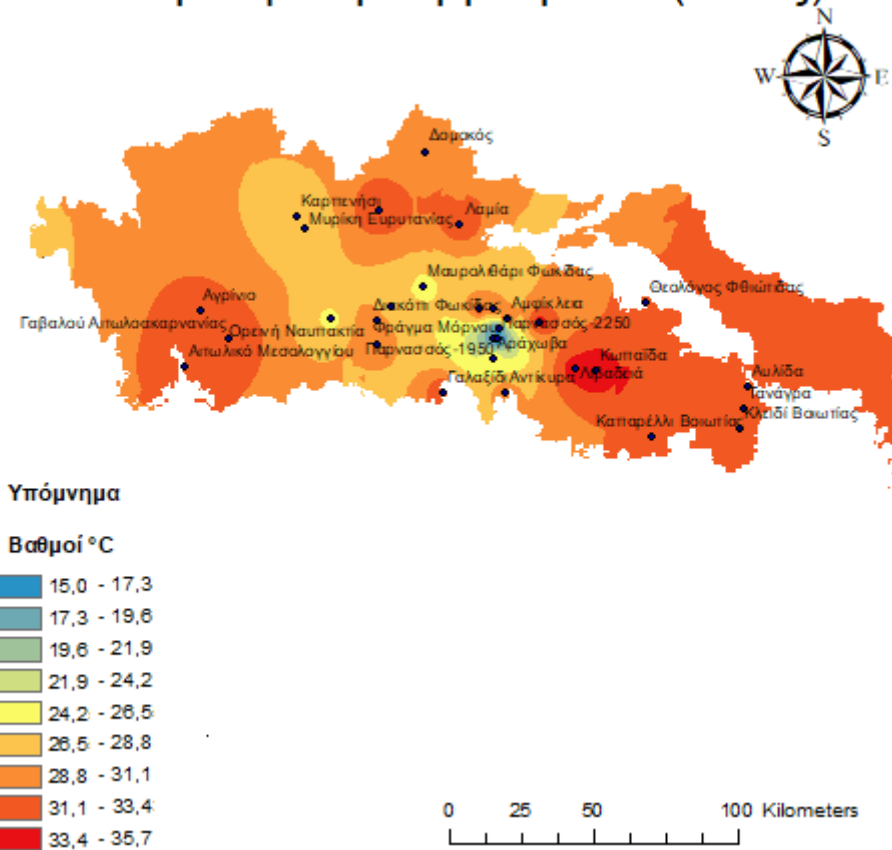 N
W E
S
Δομοκός
Καρπενήσι
Μυρίκη Ευρυτανίας
Λαμία
Μαυρολιθάρι Φωκίδας
Θεολόγος Φθιώτιδας
Αγρίνιο
Αμφίκλεια
Γαβαλού Αιτωλοακαρνανίας
Ορεινή Ναυπακτία
Φράγμα Μόρνου
Παρνασσός -2250
Αράχωβα
Αιτωλικό Μεσολογγίου
Παρνασσός -1950
Κωπαΐδα
Λιβαδειά
Γαλαξίδι
Αντίκυρα
Αυλίδα
Τανάγρα
Κλειδί Βοιωτίας
Καπαρέλλι Βοιωτίας
Υπόμνημα
Βαθμοί °C
15,0 - 17,3
17,3 - 19,6
19,6 - 21,9
21,9 - 24,2
24,2 - 26,5
26,5 - 28,8
28,8 - 31,1
31,1 - 33,4
33,4 - 35,7
0 25 50 100 Kilometers